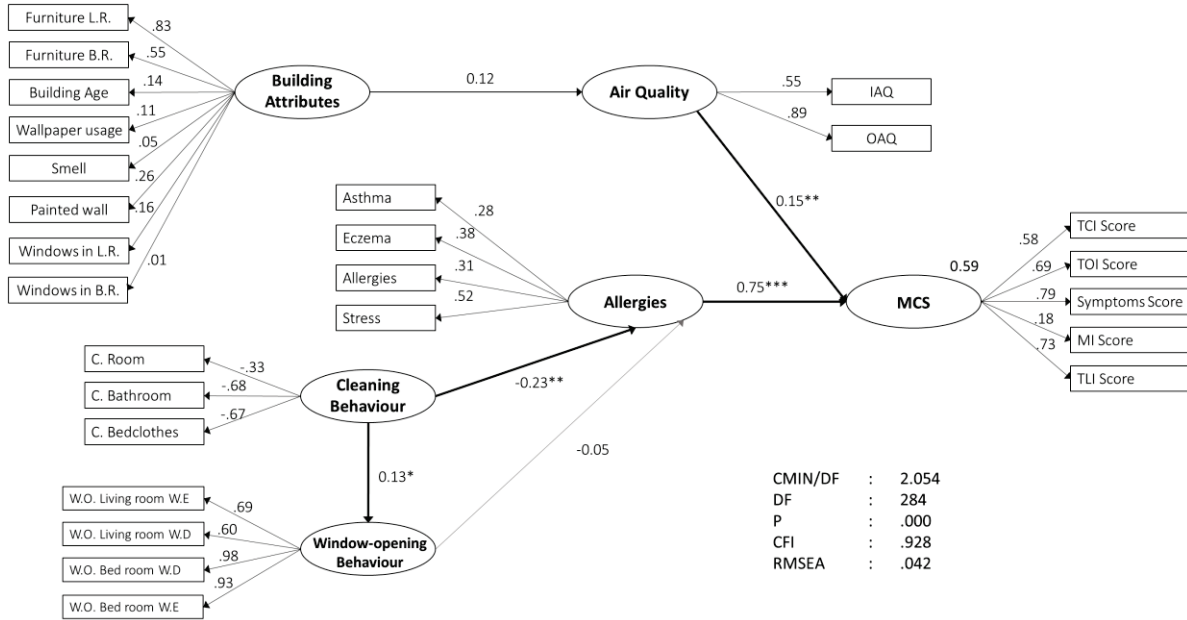 Furniture L.R.
Furniture B.R.
Building Age
Wallpaper usage
Smell
Painted wall
Windows in L.R.
Windows in B.R.
.83
.55
.14
.11
.05
.26
.16
.01
Building
Attributes
0.12
Air Quality
.55
.89
IAQ
OAQ
0.15**
Asthma
Eczema
Allergies
Stress
.28
.38
.31
.52
Allergies
0.75***
0.59
MCS
.58
.69
.79
.18
.73
TCI Score
TOI Score
Symptoms Score
MI Score
TLI Score
C. Room
C. Bathroom
C. Bedclothes
-.33
-.68
-.67
Cleaning
Behaviour
-0.23**
0.13*
-0.05
W.O. Living room W.E
W.O. Living room W.D
W.O. Bed room W.D
W.O. Bed room W.E
.69
.60
.98
.93
Window-opening
Behaviour
CMIN/DF : 2.054
DF : 284
P : .000
CFI : .928
RMSEA : .042